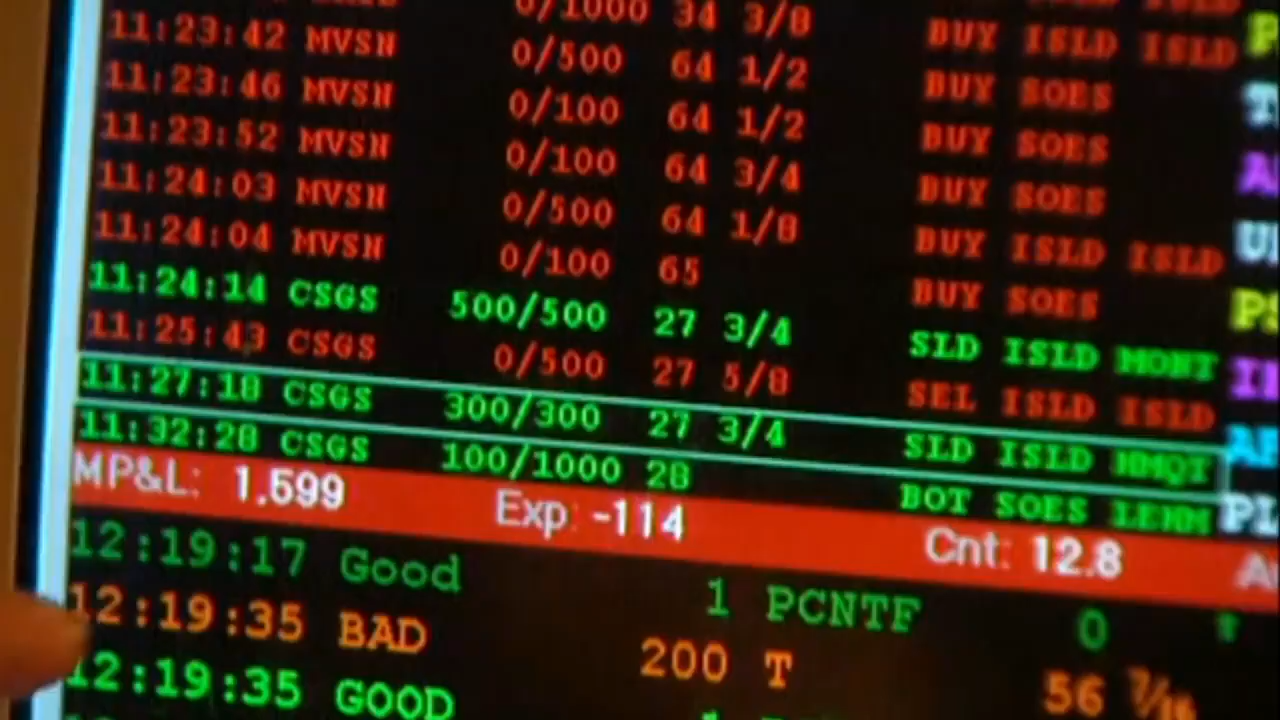 0/1000 34 3/8
11:23:42 MVSN 0/500 64 1/2 BUY ISLD ISLD
11:23:46 MVSN 0/100 64 1/2 BUY SOES
11:23:52 MVSN 0/100 64 3/4 BUY SOES
11:24:03 MVSN 0/500 64 1/8 BUY SOES
11:24:04 MVSN 0/100 65 BUY ISLD ISLD
11:24:14 CSGS 500/500 27 3/4 BUY SOES
11:25:43 CSGS 0/500 27 5/8 SLD ISLD MONT
11:27:18 CSGS 300/300 27 3/4 SEL ISLD ISLD
11:32:28 CSGS 100/1000 28 SLD ISLD HMQT
BOT SOES LEHM
MP&L: 1,599 Exp: -114 Cnt: 12.8
12:19:17 Good 1 PCNTF 0
12:19:35 BAD 200 T 56 7/16
12:19:35 GOOD